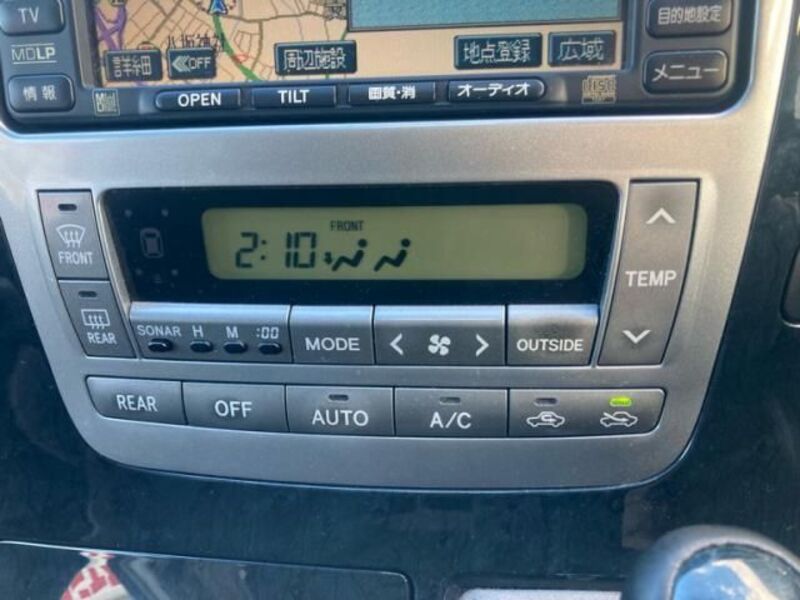 TV
目的地設定
詳細
≪OFF
周辺施設
地点登録
広域
MDLP
メニュー
情報
OPEN
TILT
画質・消
オーディオ
FRONT
2:10
FRONT
TEMP
REAR
SONAR
H
M
:00
MODE
OUTSIDE
REAR
OFF
AUTO
A/C